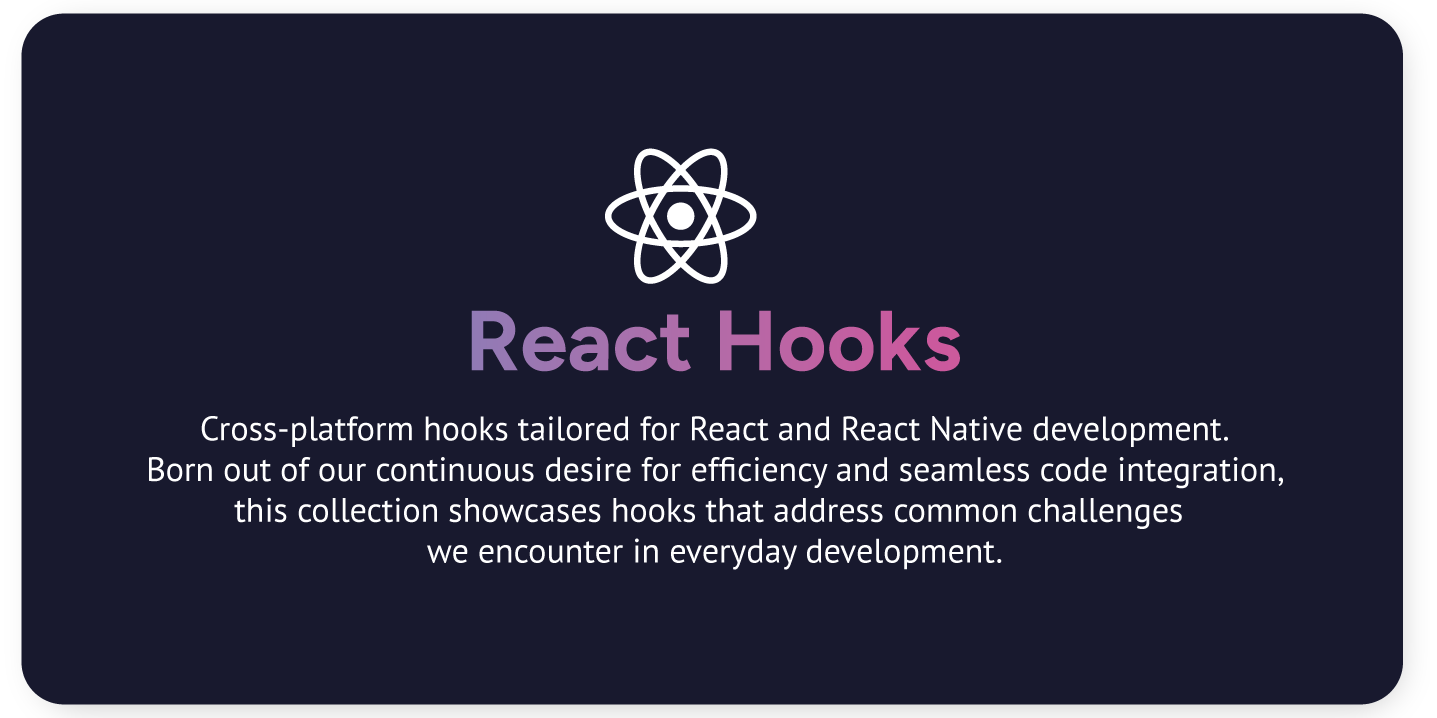 React Hooks
Cross-platform hooks tailored for React and React Native development.
Born out of our continuous desire for efficiency and seamless code integration,
this collection showcases hooks that address common challenges
we encounter in everyday development.